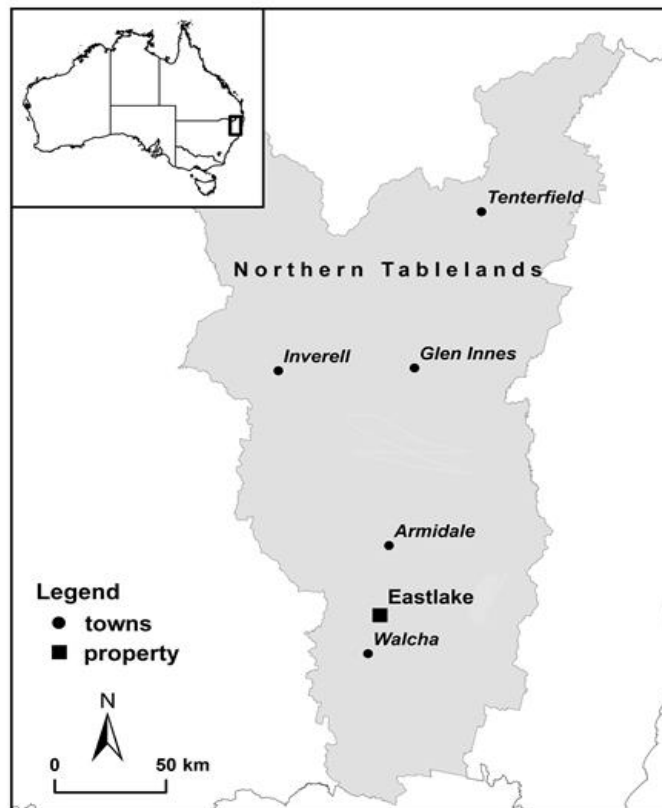 Tenterfield
Northern Tablelands
Inverell
Glen Innes
Armidale
Eastlake
Walcha
Legend
towns
property
N
0 50 km